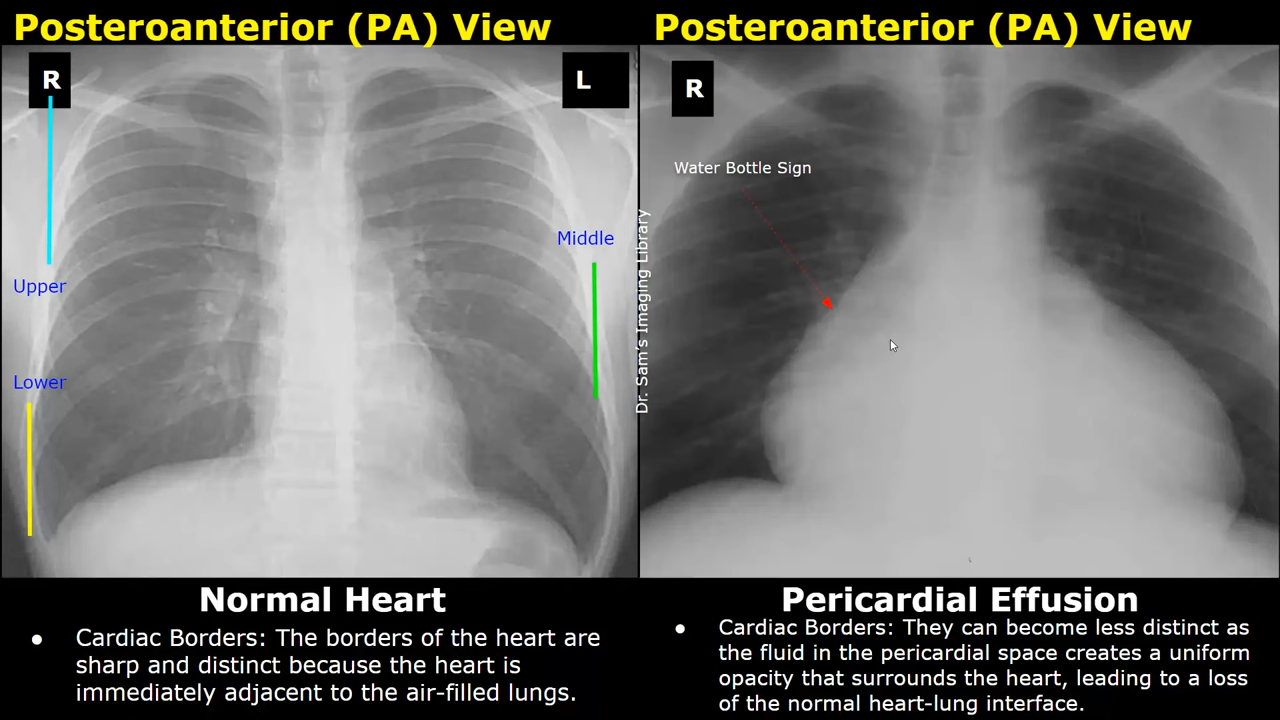 Posteroanterior (PA) View
R
L
Upper
Middle
Lower
Normal Heart
● Cardiac Borders: The borders of the heart are
sharp and distinct because the heart is
immediately adjacent to the air-filled lungs.
Dr. Sam's Imaging Library
Posteroanterior (PA) View
R
Water Bottle Sign
Pericardial Effusion
● Cardiac Borders: They can become less distinct as
the fluid in the pericardial space creates a uniform
opacity that surrounds the heart, leading to a loss
of the normal heart-lung interface.